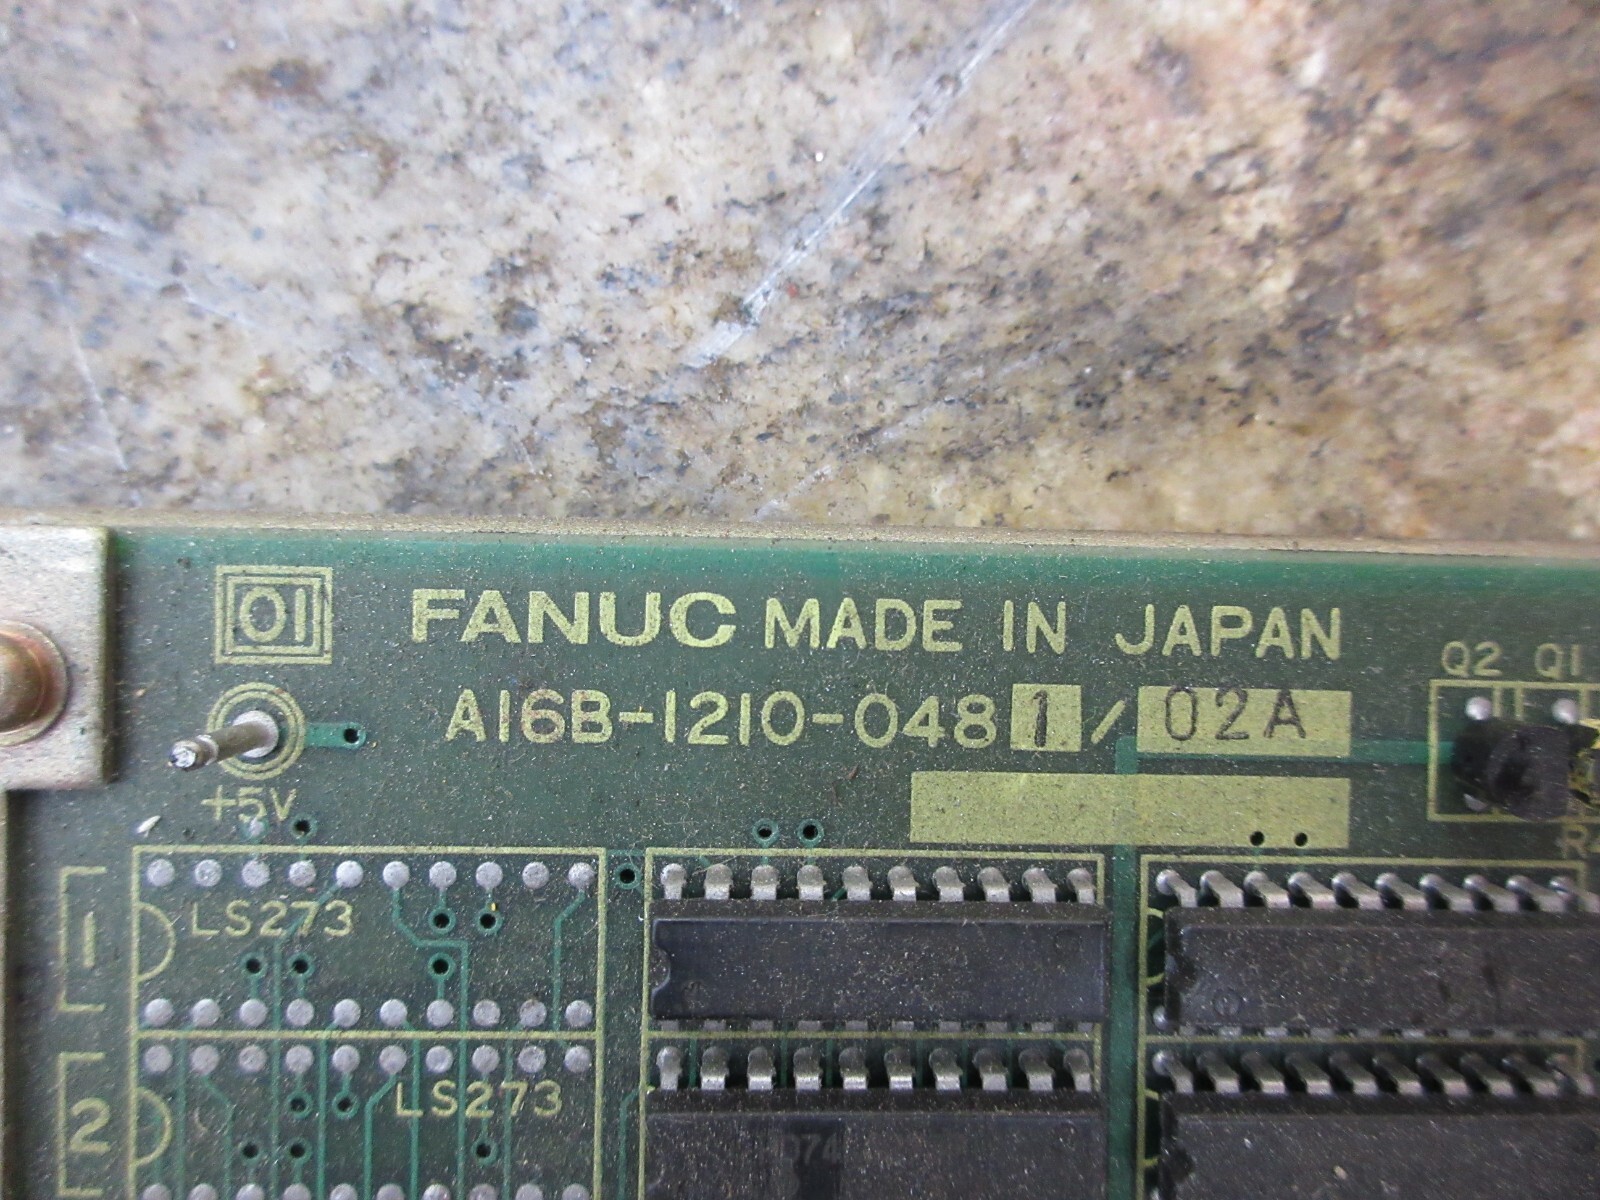 01 FANUC MADE IN JAPAN
A16B-1210-0481/02A
Q2 Q1
+5V
1
LS273
2
LS273